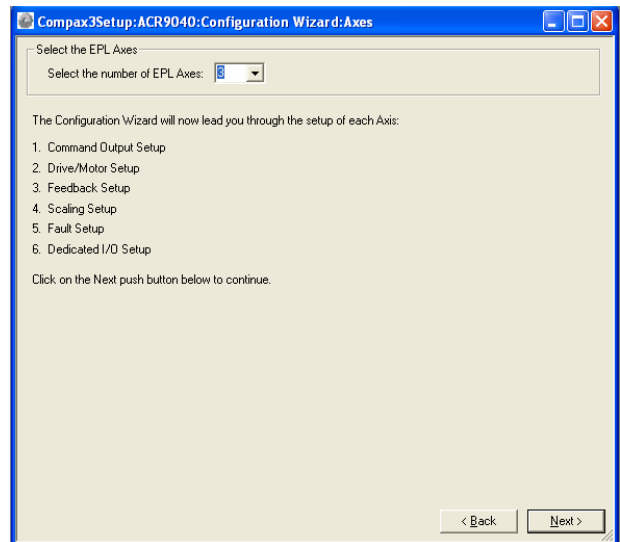 Compax3Setup:ACR9040:Configuration Wizard:Axes
Select the EPL Axes
Select the number of EPL Axes: 3
The Configuration Wizard will now lead you through the setup of each Axis:
1. Command Output Setup
2. Drive/Motor Setup
3. Feedback Setup
4. Scaling Setup
5. Fault Setup
6. Dedicated I/O Setup
Click on the Next push button below to continue.
< Back Next >